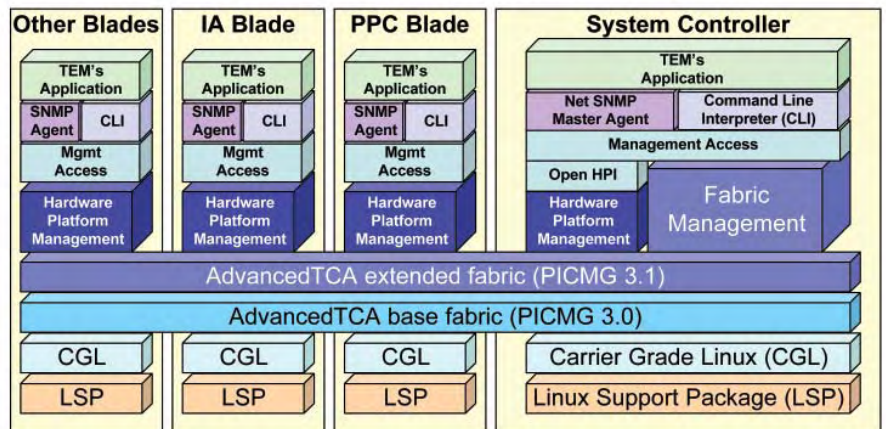 Other Blades
TEM's
Application
SNMP
Agent
CLI
Mgmt
Access
Hardware
Platform
Management
IA Blade
TEM's
Application
SNMP
Agent
CLI
Mgmt
Access
Hardware
Platform
Management
PPC Blade
TEM's
Application
SNMP
Agent
CLI
Mgmt
Access
Hardware
Platform
Management
System Controller
TEM's
Application
Net SNMP
Master Agent
Command Line
Interpreter (CLI)
Management Access
Open HPI
Hardware
Platform
Management
Fabric
Management
AdvancedTCA extended fabric (PICMG 3.1)
AdvancedTCA base fabric (PICMG 3.0)
CGL
CGL
CGL
Carrier Grade Linux (CGL)
LSP
LSP
LSP
Linux Support Package (LSP)